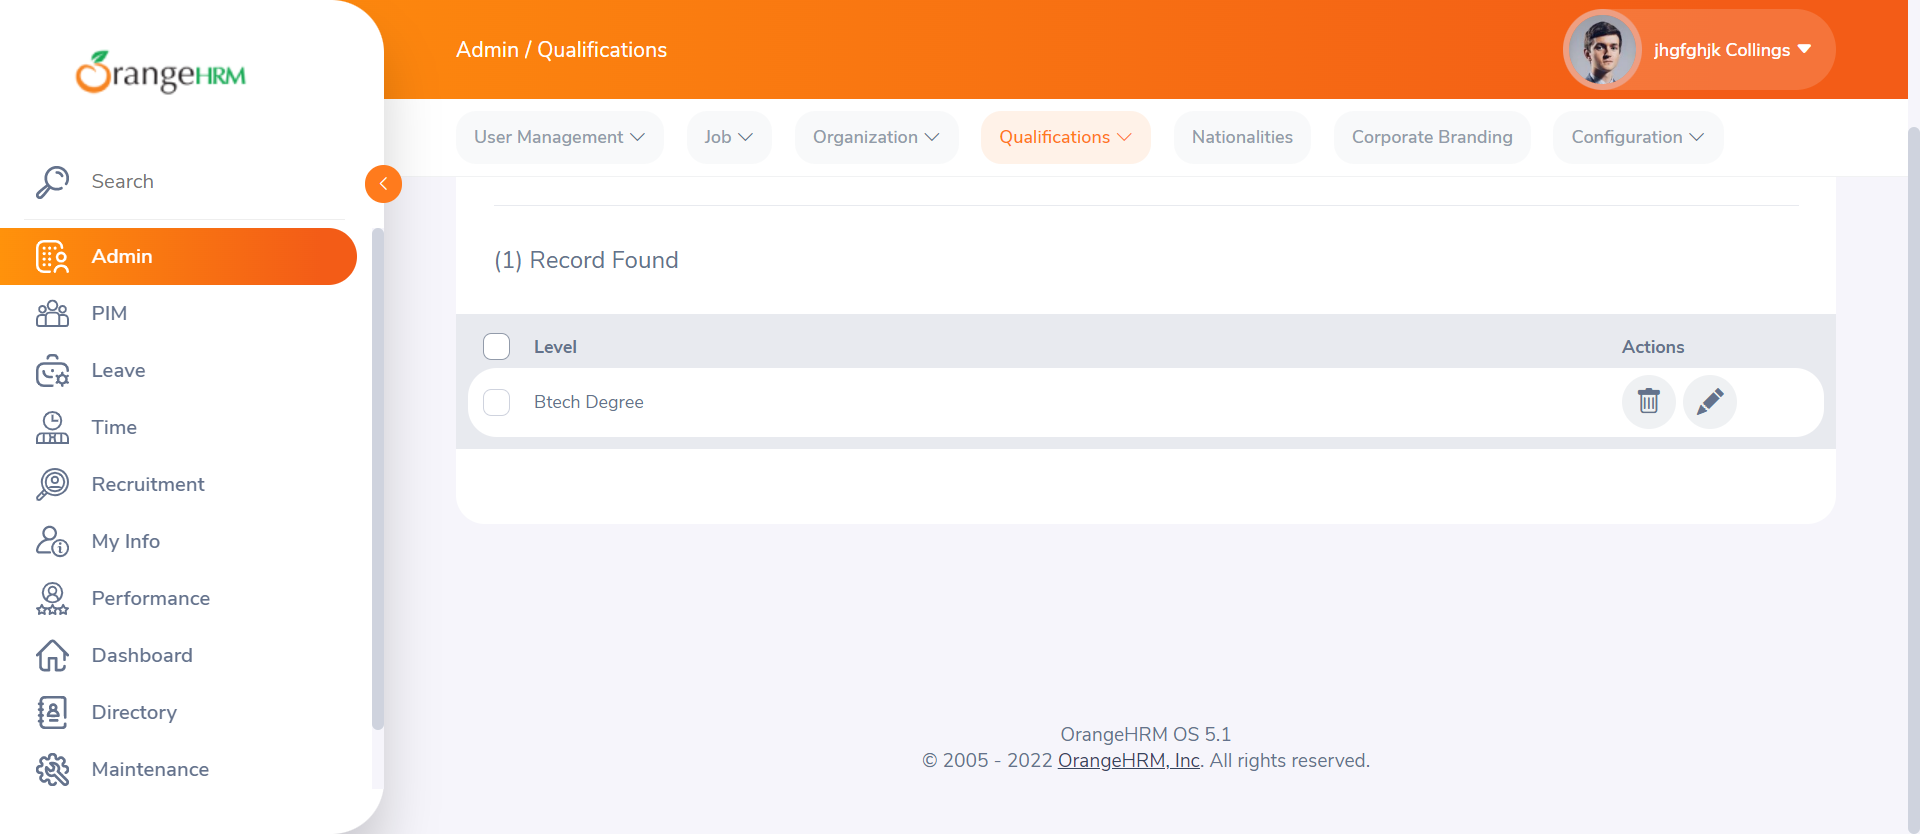 OrangeHRM
Admin / Qualifications
jhgfghjk Collings
User Management
Job
Organization
Qualifications
Nationalities
Corporate Branding
Configuration
Search
Admin
PIM
Leave
Time
Recruitment
My Info
Performance
Dashboard
Directory
Maintenance
(1) Record Found
Level
Actions
Btech Degree
OrangeHRM OS 5.1
© 2005 - 2022 OrangeHRM, Inc. All rights reserved.